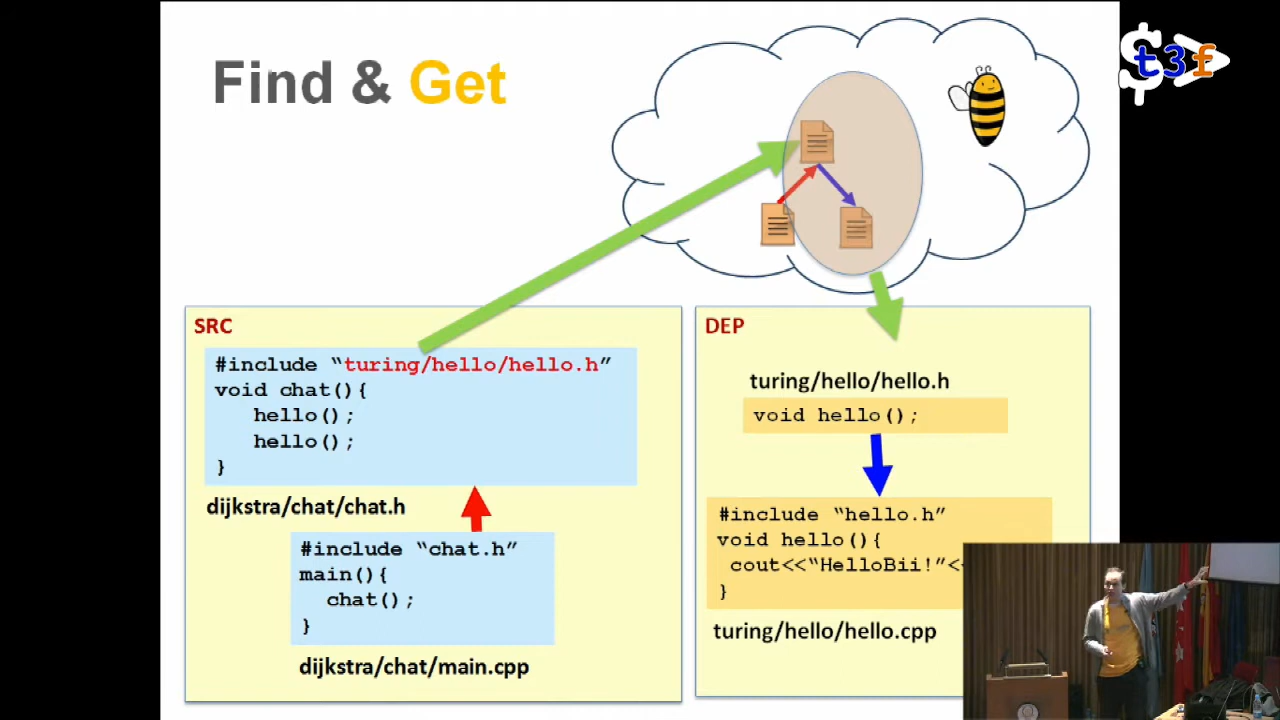 Find & Get
$t3f
SRC
#include “turing/hello/hello.h”
void chat(){
hello();
hello();
}
dijkstra/chat/chat.h
#include “chat.h”
main(){
chat();
}
dijkstra/chat/main.cpp
DEP
turing/hello/hello.h
void hello();
#include “hello.h”
void hello(){
cout<<“HelloBii!”<
}
turing/hello/hello.cpp